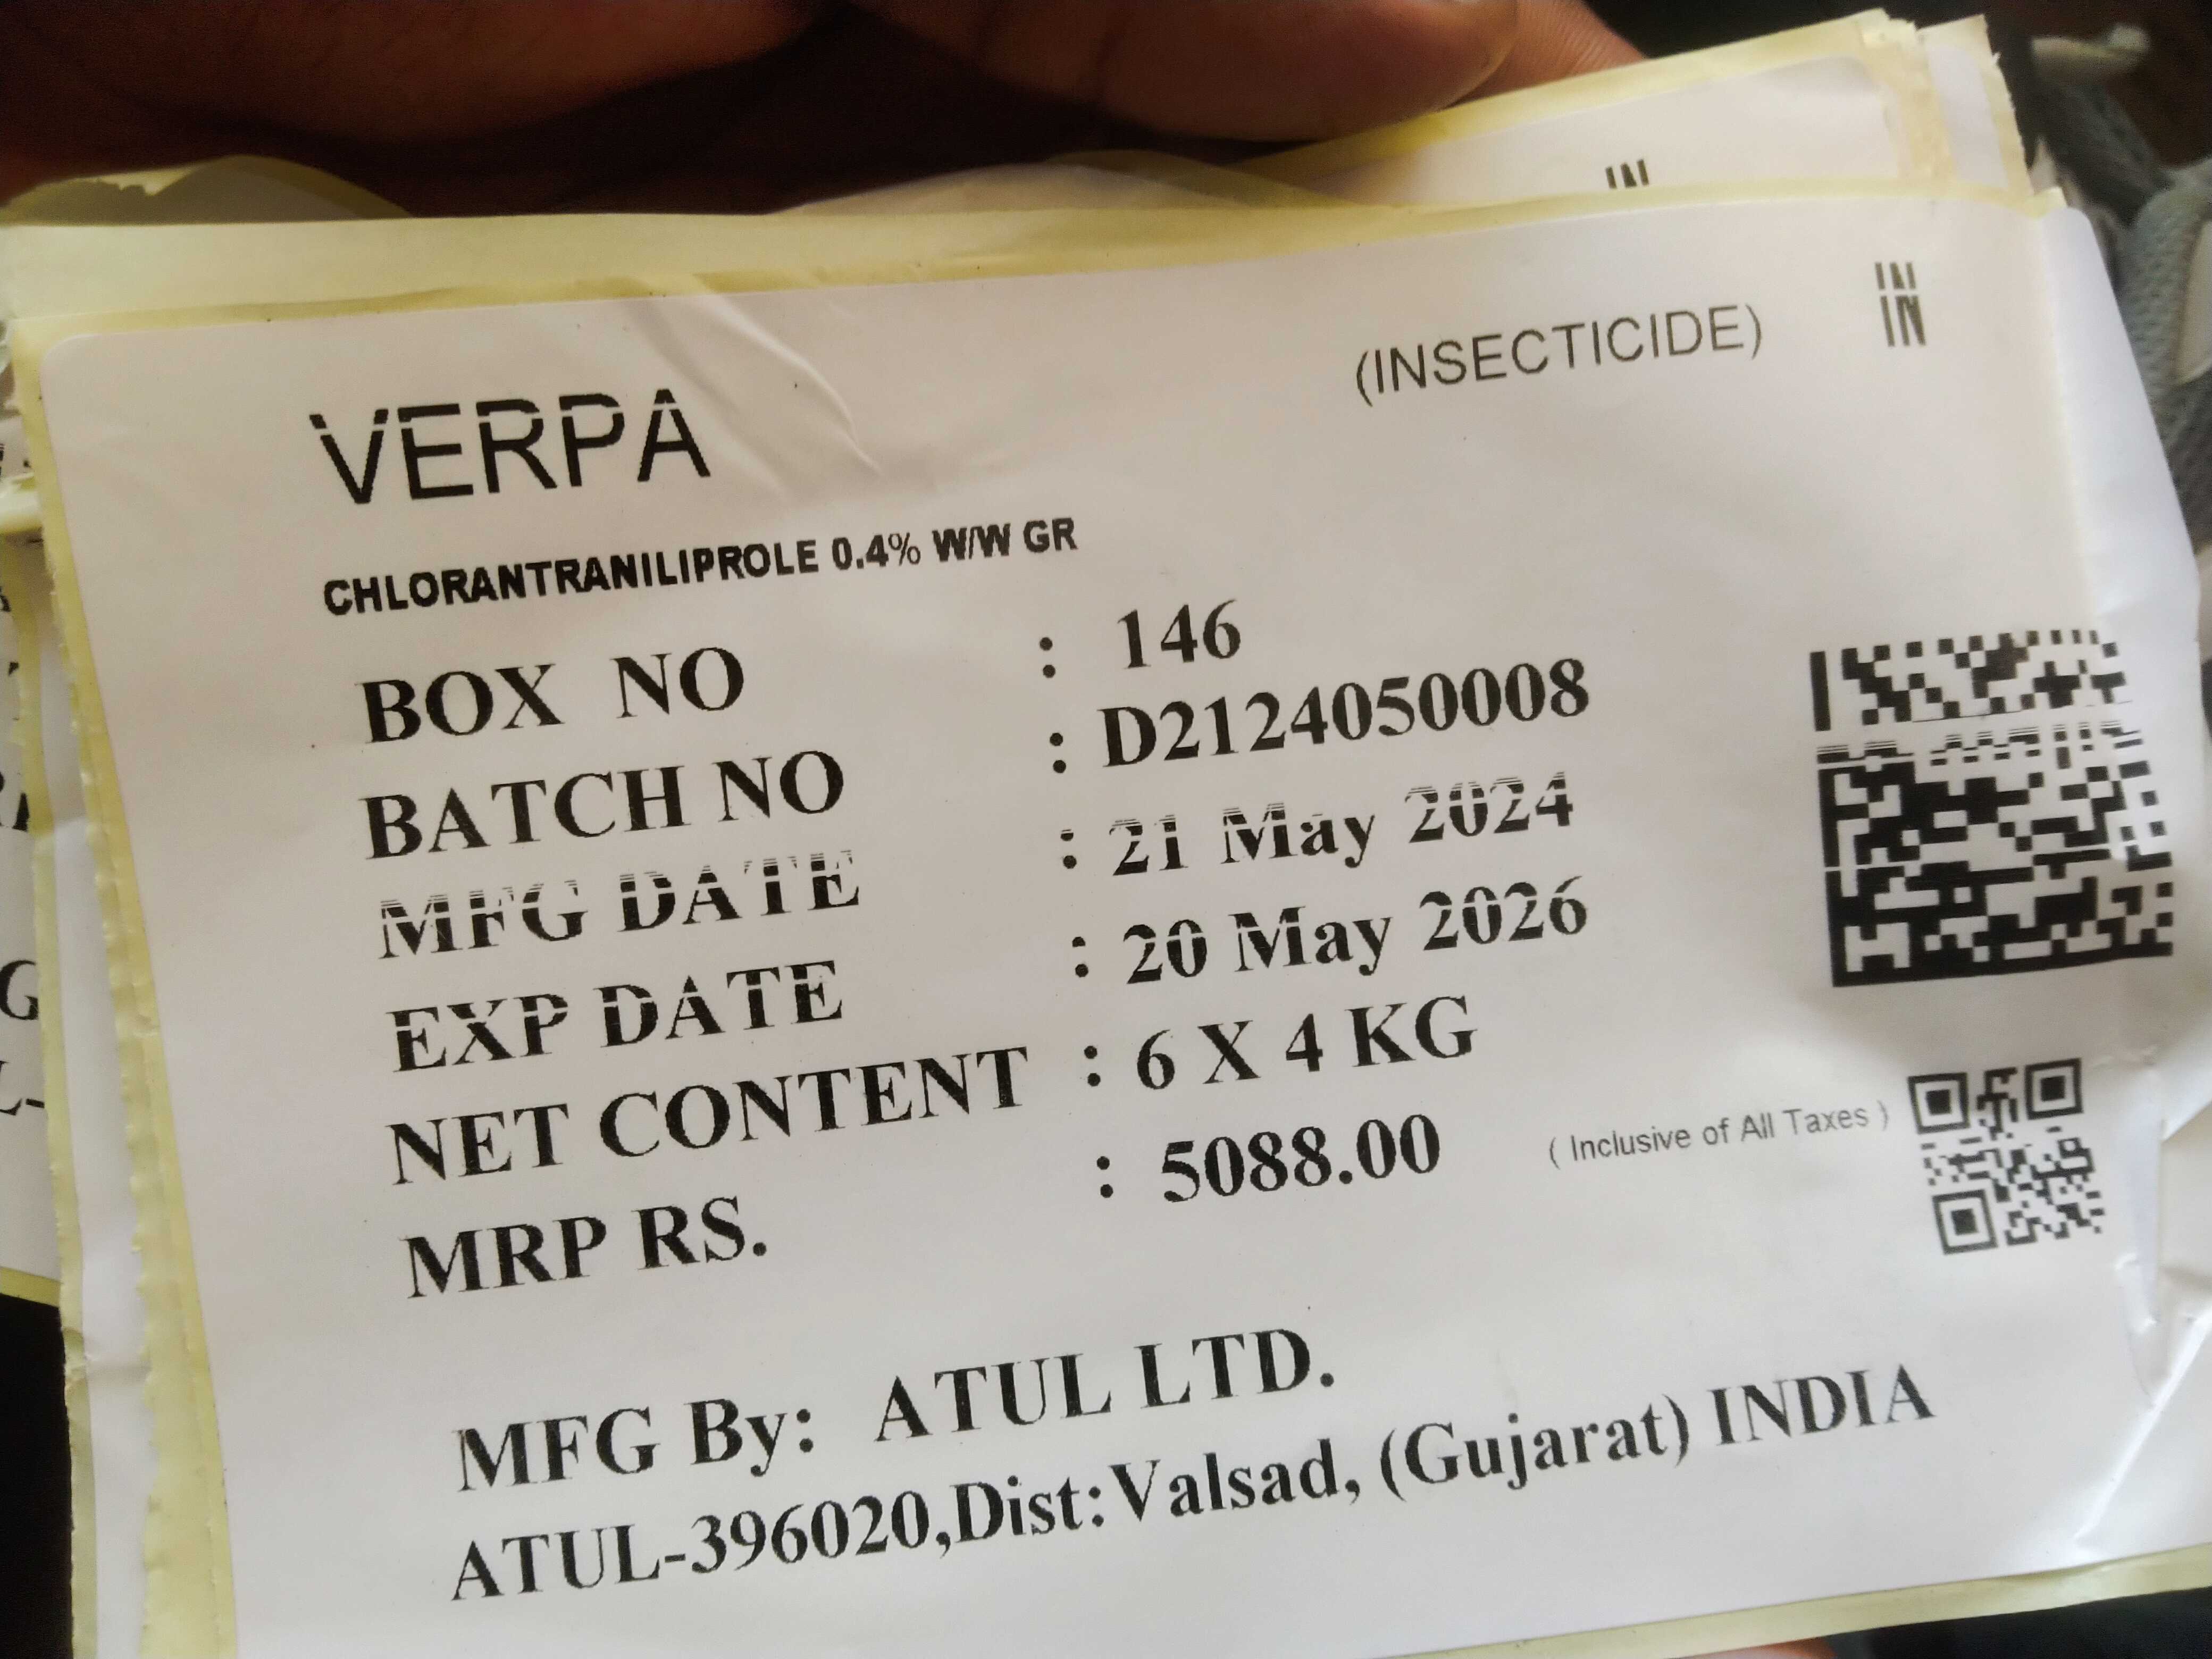 IN
(INSECTICIDE)
IN
VERPA
CHLORANTRANILIPROLE 0.4% W/W GR
BOX NO : 146
BATCH NO : D2124050008
MFG DATE : 21 May 2024
EXP DATE : 20 May 2026
NET CONTENT : 6 X 4 KG
MRP RS. : 5088.00 ( Inclusive of All Taxes )
MFG By: ATUL LTD.
ATUL-396020,Dist:Valsad, (Gujarat) INDIA